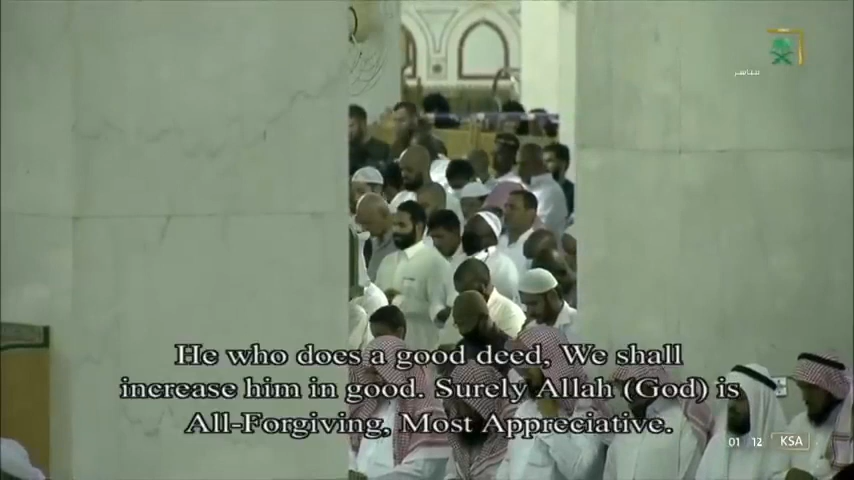 مباشر
He who does a good deed, We shall
increase him in good. Surely Allah (God) is
All-Forgiving, Most Appreciative.
01 12 KSA